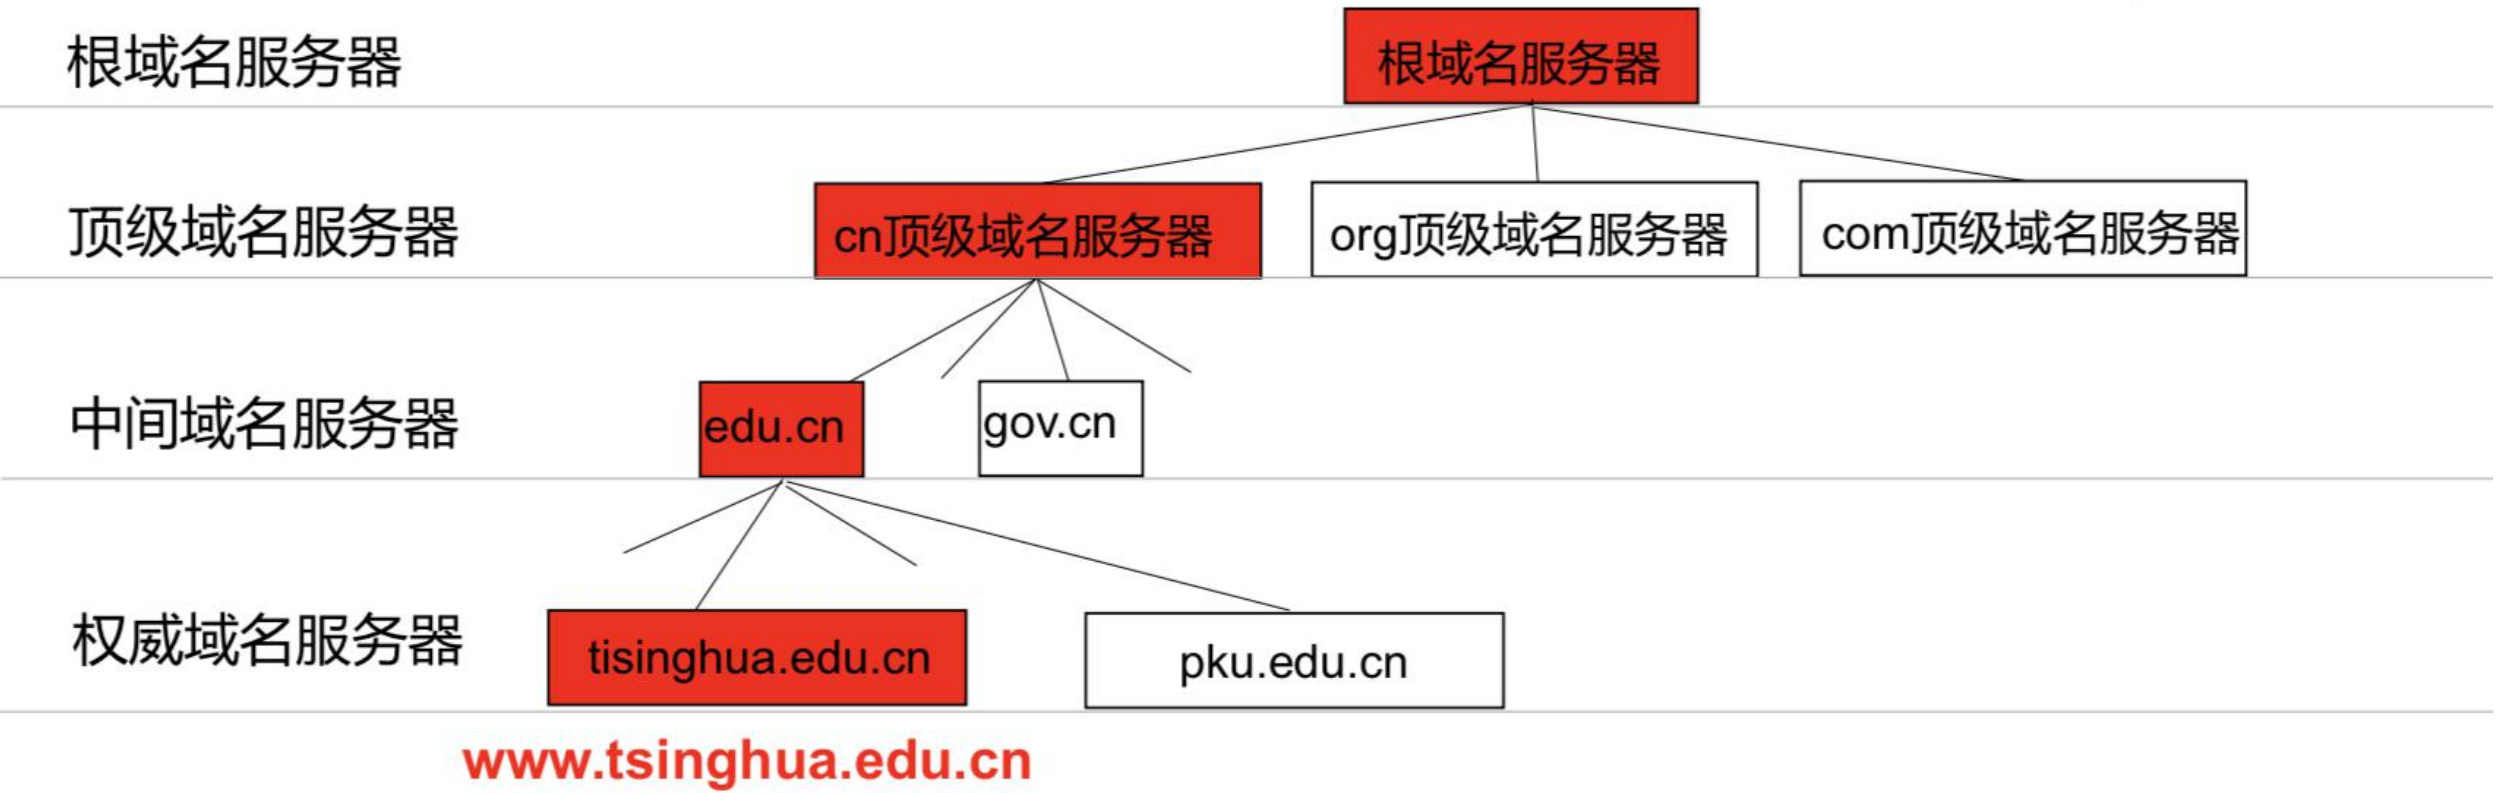 根域名服务器
根域名服务器
顶级域名服务器
cn顶级域名服务器
org顶级域名服务器
com顶级域名服务器
中间域名服务器
edu.cn
gov.cn
权威域名服务器
tisinghua.edu.cn
pku.edu.cn
www.tsinghua.edu.cn